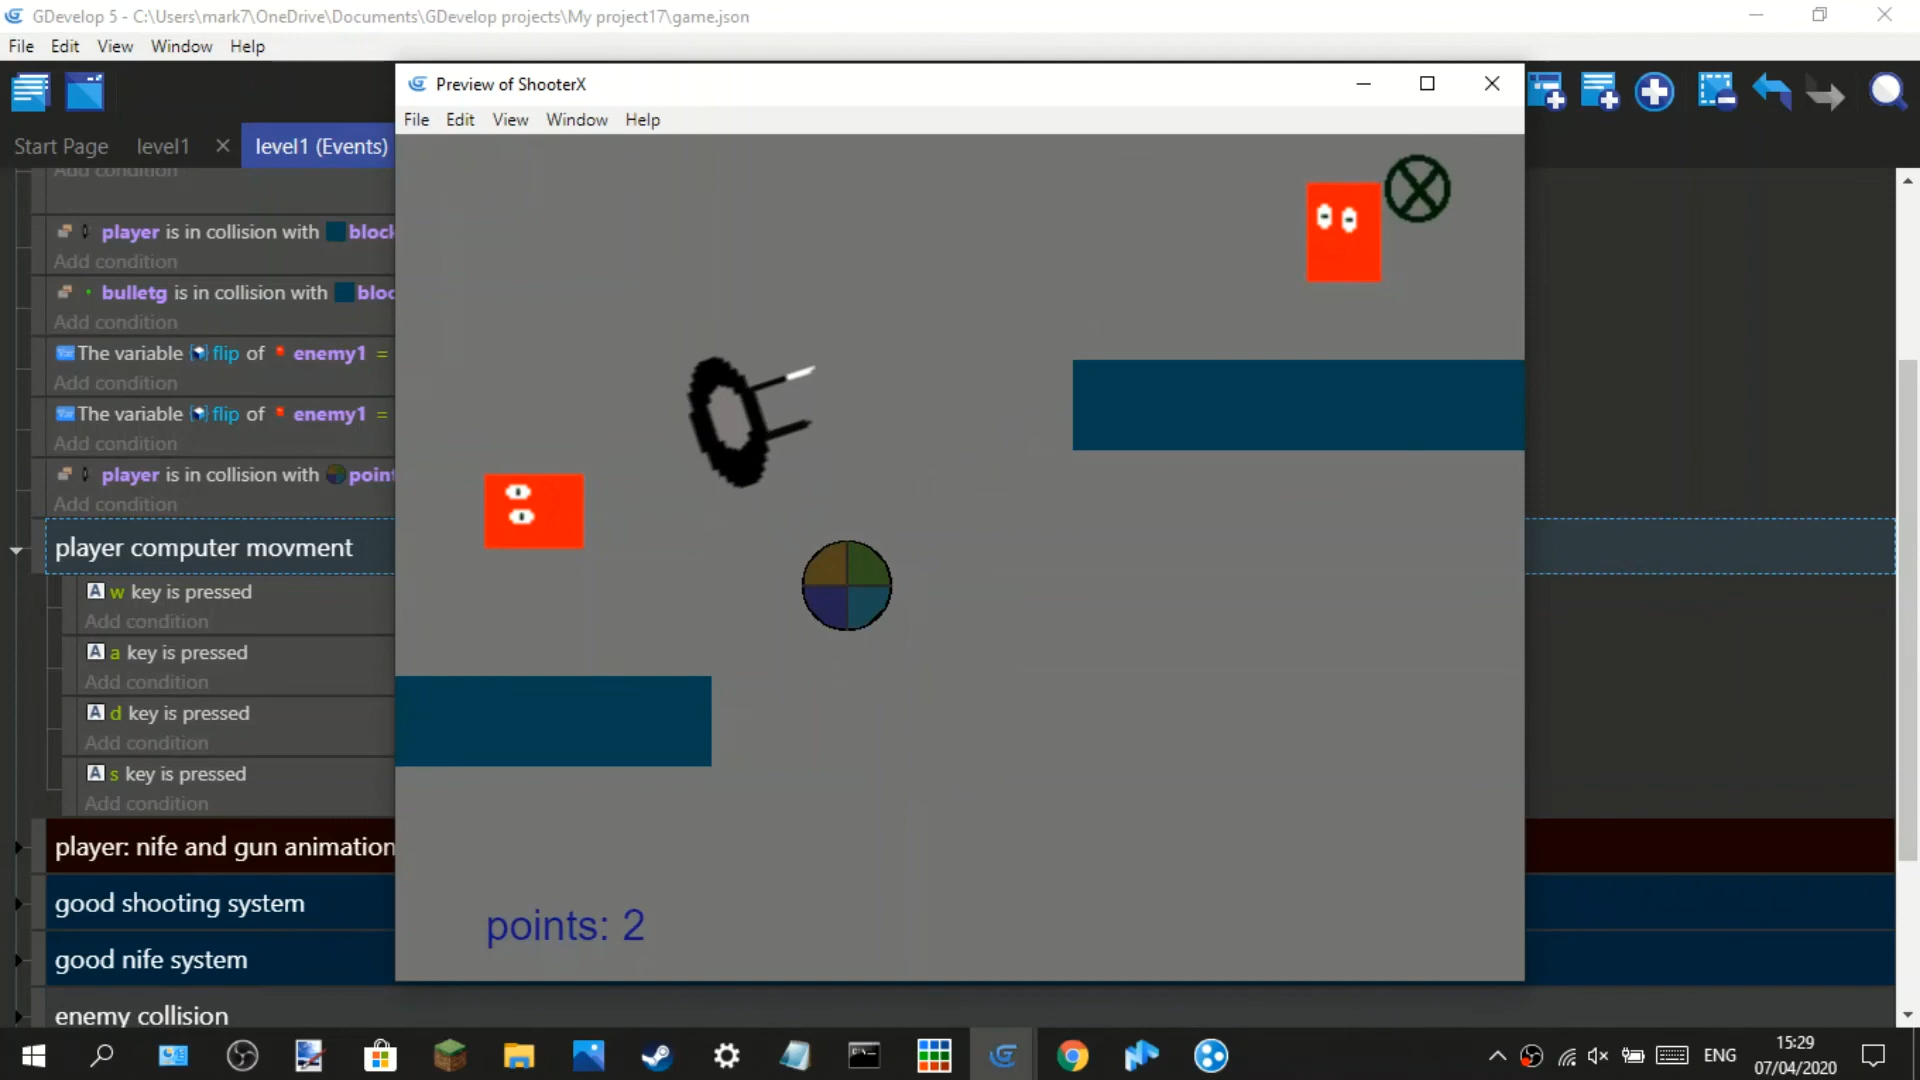 GDevelop 5 - C:\Users\mark7\OneDrive\Documents\GDevelop projects\My project17\game.json
File Edit View Window Help
Preview of ShooterX
File Edit View Window Help
Start Page level1 level1 (Events)
Add condition
player is in collision with block
Add condition
bulletg is in collision with bloc
Add condition
The variable flip of enemy1 =
Add condition
The variable flip of enemy1 =
Add condition
player is in collision with poin
Add condition
player computer movment
A w key is pressed
Add condition
A a key is pressed
Add condition
A d key is pressed
Add condition
A s key is pressed
Add condition
player: nife and gun animation
good shooting system
good nife system
enemy collision
points: 2
ENG
15:29
07/04/2020